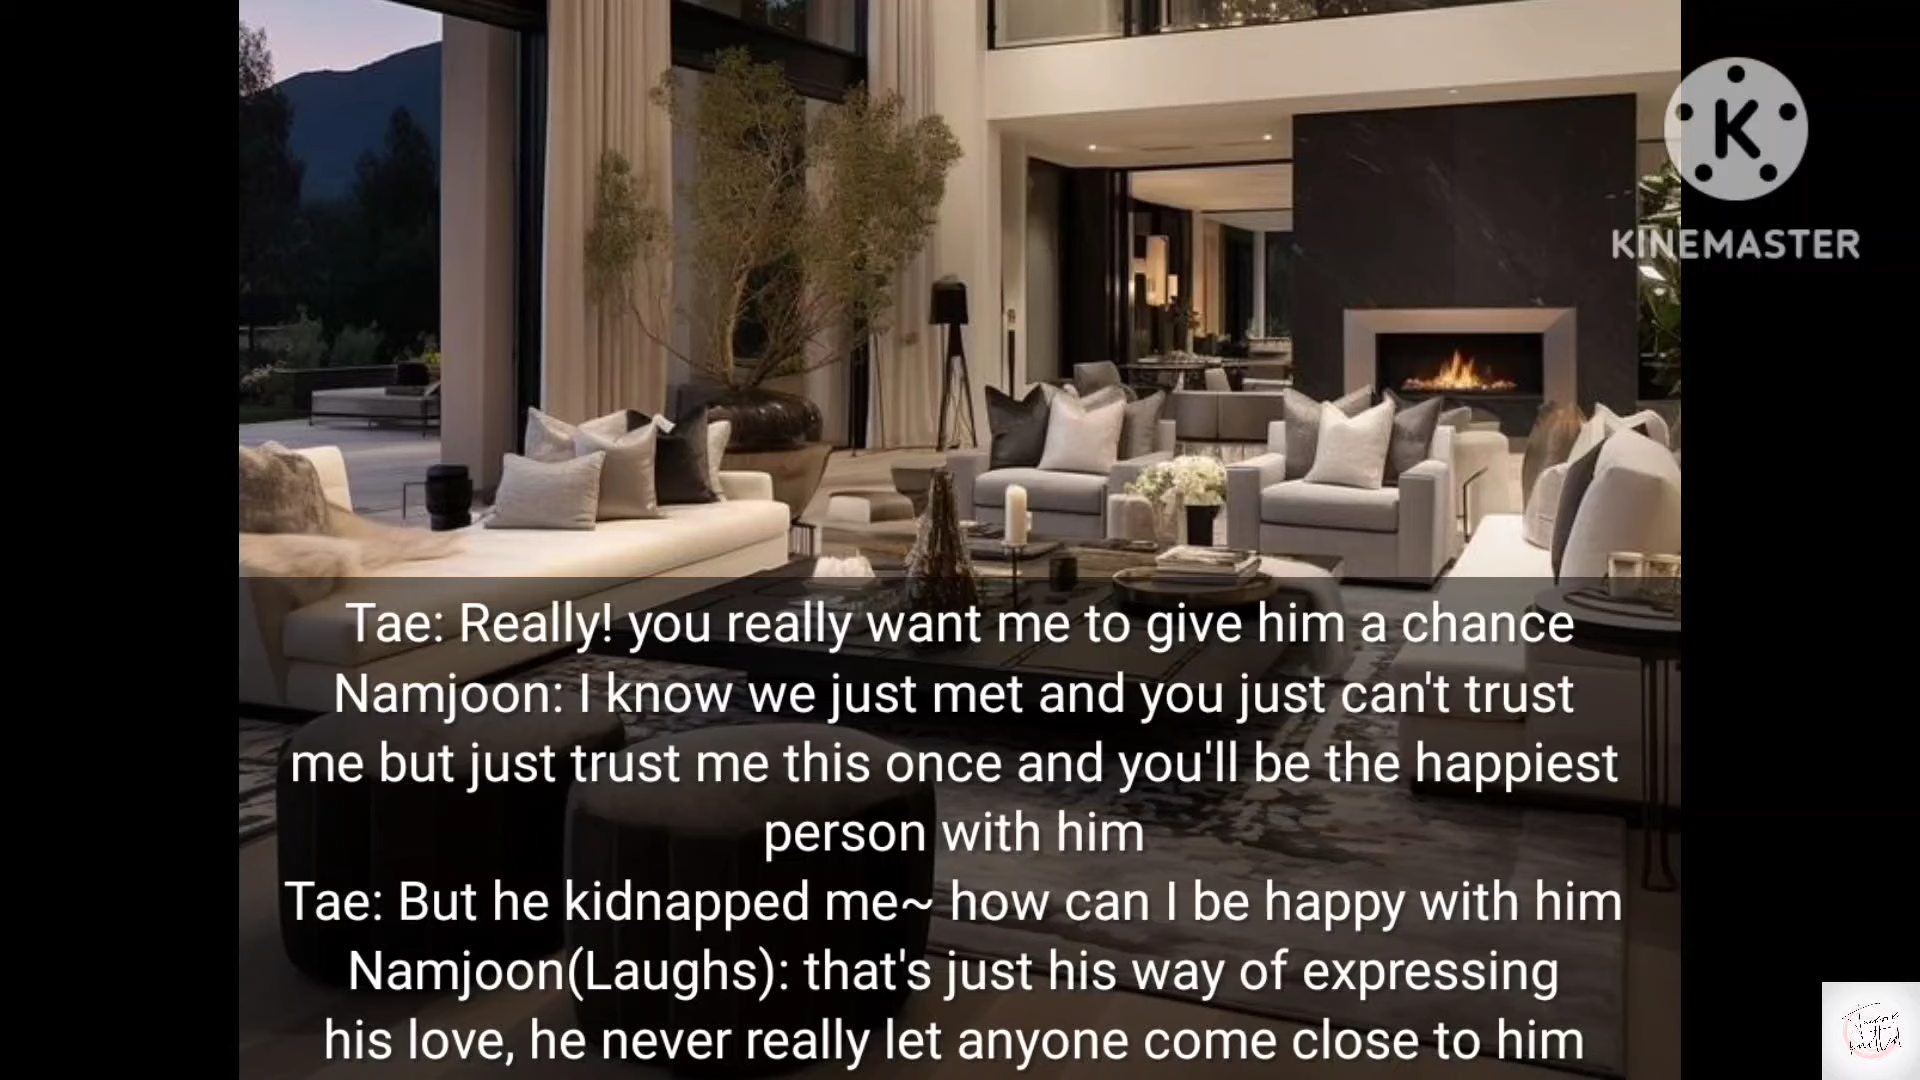 K
KINEMASTER
Tae: Really! you really want me to give him a chance
Namjoon: I know we just met and you just can't trust
me but just trust me this once and you'll be the happiest
person with him
Tae: But he kidnapped me~ how can I be happy with him
Namjoon(Laughs): that's just his way of expressing
his love, he never really let anyone come close to him